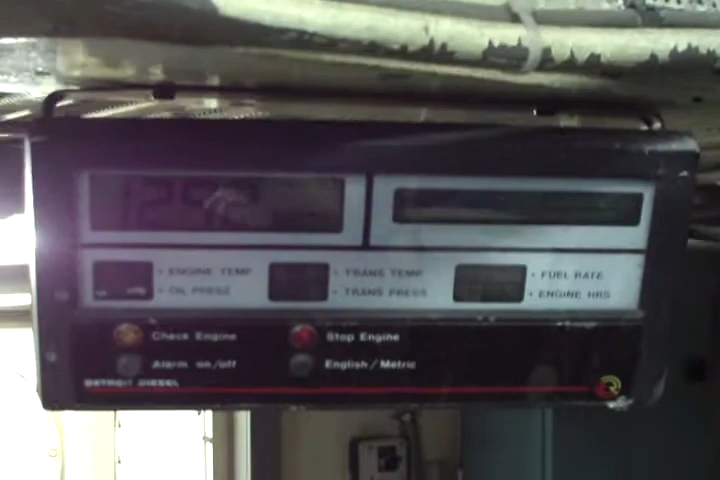 • ENGINE TEMP
• OIL PRESS
• TRANS TEMP
• TRANS PRESS
• FUEL RATE
• ENGINE HRS
Check Engine
Stop Engine
Alarm on/off
English/Metric
DETROIT DIESEL